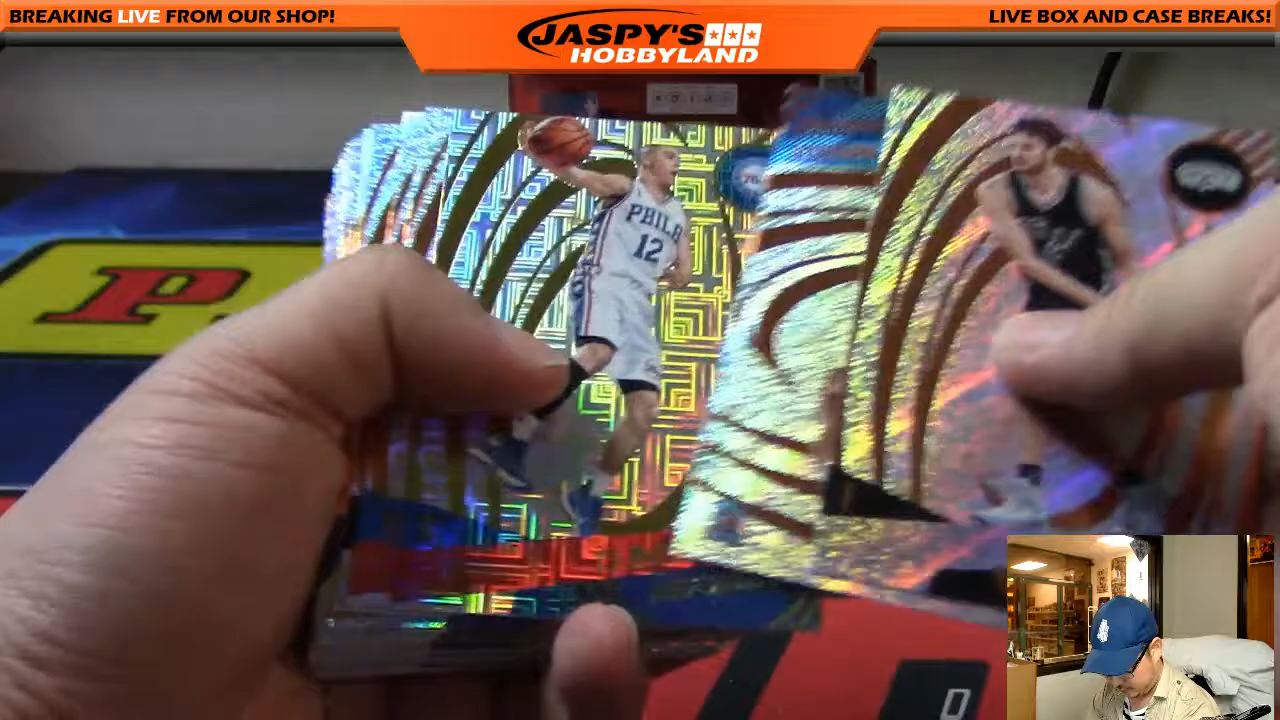 BREAKING LIVE FROM OUR SHOP!
JASPY'S
HOBBYLAND
LIVE BOX AND CASE BREAKS!
PHILA
12
P.